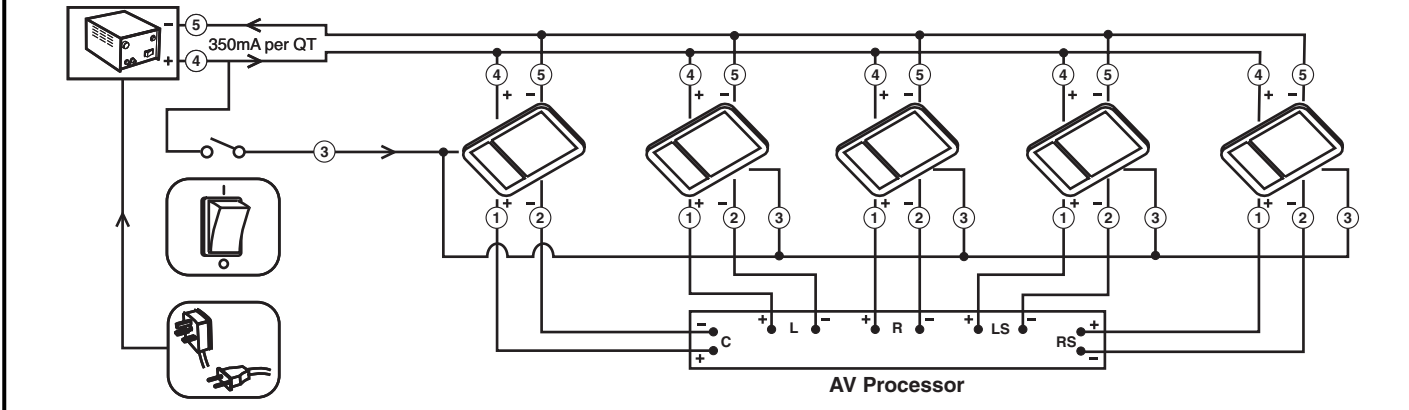 − 5
350mA per QT
+ 4
4 5 4 5 4 5 4 5 4 5
+ − + − + − + − + −
3
I
O
+ − + − + − + − + −
1 2 1 2 3 1 2 3 1 2 3 1 2 3
− C +
+ L −
+ R −
+ LS −
RS + −
AV Processor